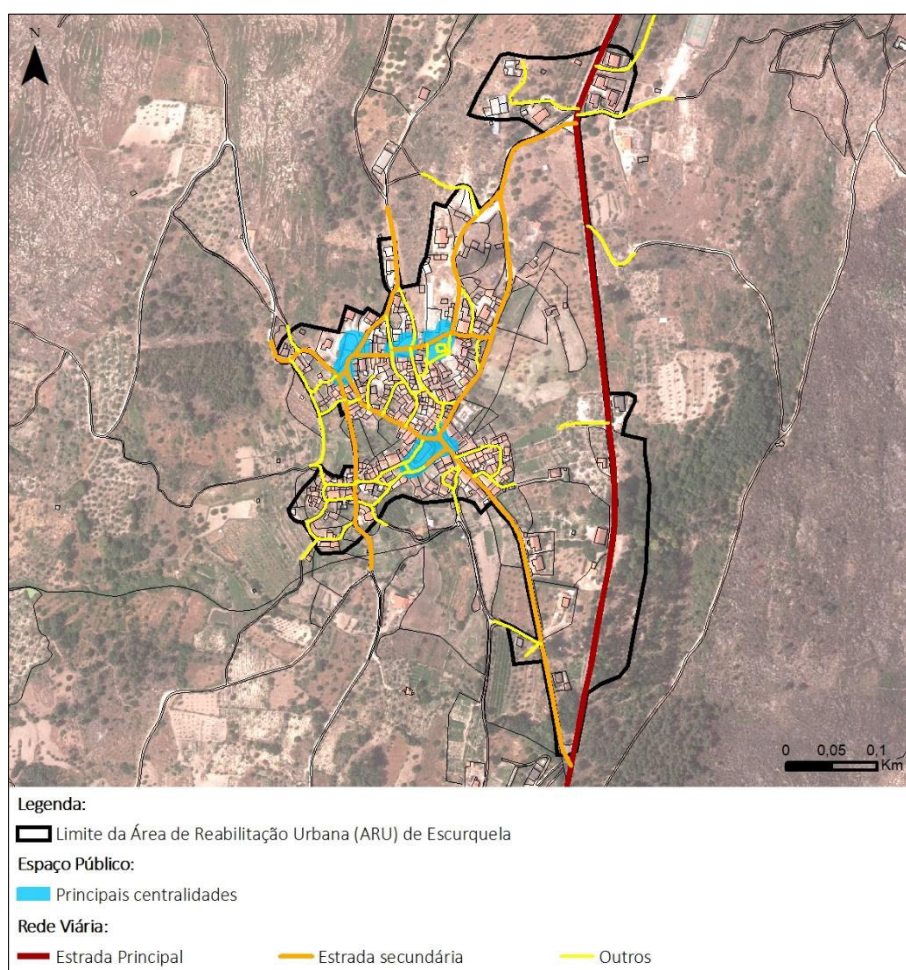 N
0 0,05 0,1
Km
Legenda:
Limite da Área de Reabilitação Urbana (ARU) de Escurquela
Espaço Público:
Principais centralidades
Rede Viária:
Estrada Principal Estrada secundária Outros